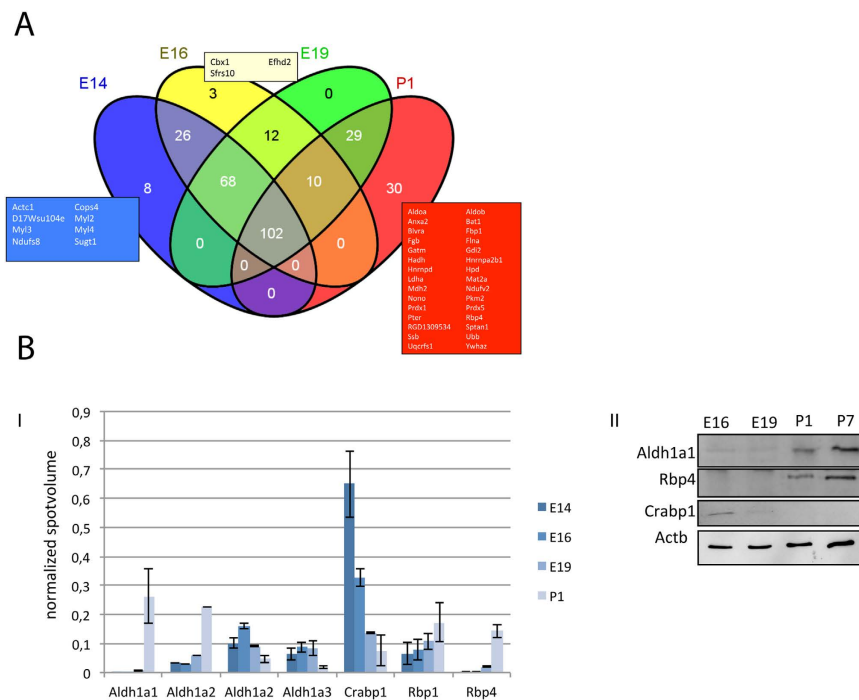 A
E16
E19
Cbx1 Efhd2
Sfrs10
E14
P1
3
0
26
12
29
8
68
10
30
Actc1 Cops4
D17Wsu104e Myl2
Myl3 Myl4
Ndufs8 Sugt1
102
0
0
0
0
0
Aldoa Aldob
Anxa2 Bat1
Blvra Fbp1
Fgb Flna
Gatm Gdi2
Hadh Hnrnpa2b1
Hnrnpd Hpd
Ldha Mat2a
Mdh2 Ndufv2
Nono Pkm2
Prdx1 Prdx5
Pter Rbp4
RGD1309534 Sptan1
Ssb Ubb
Uqcrfs1 Ywhaz
B
I
normalized spotvolume
0,9
0,8
0,7
0,6
0,5
0,4
0,3
0,2
0,1
0
Aldh1a1 Aldh1a2 Aldh1a2 Aldh1a3 Crabp1 Rbp1 Rbp4
E14
E16
E19
P1
II
E16 E19 P1 P7
Aldh1a1
Rbp4
Crabp1
Actb